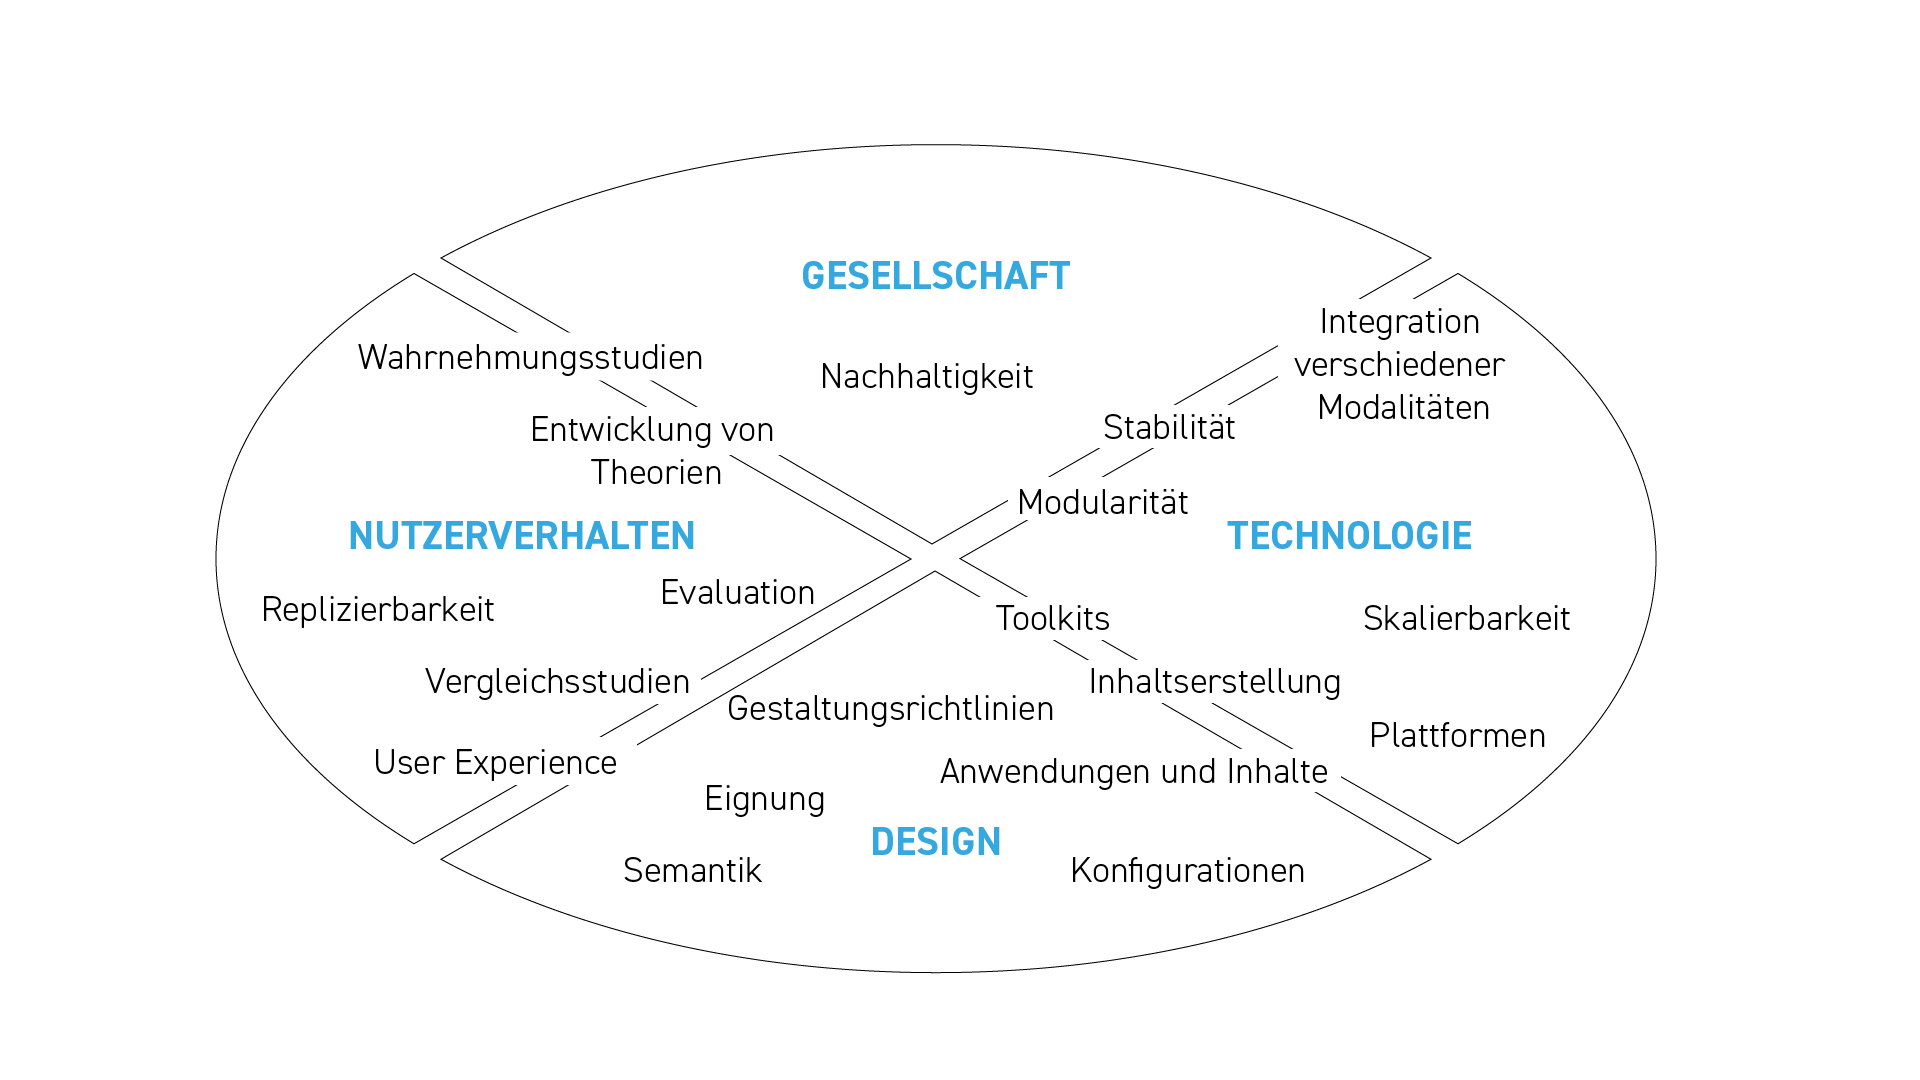 GESELLSCHAFT
Integration
verschiedener
Modalitäten
Wahrnehmungsstudien
Nachhaltigkeit
Stabilität
Entwicklung von
Theorien
Modularität
NUTZERVERHALTEN
TECHNOLOGIE
Evaluation
Replizierbarkeit
Toolkits
Skalierbarkeit
Vergleichsstudien
Inhaltserstellung
Gestaltungsrichtlinien
Plattformen
User Experience
Anwendungen und Inhalte
Eignung
DESIGN
Semantik
Konfigurationen